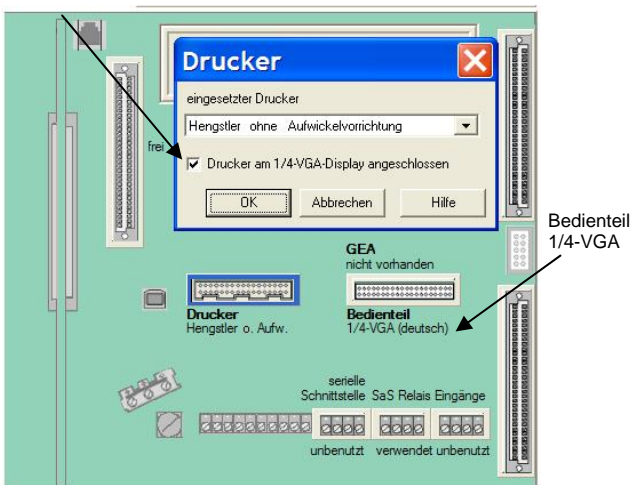 Drucker
eingesetzter Drucker
Hengstler ohne Aufwickelvorrichtung
frei
Drucker am 1/4-VGA-Display angeschlossen
OK Abbrechen Hilfe
Bedienteil
1/4-VGA
GEA
nicht vorhanden
Drucker
Hengstler o. Aufw.
Bedienteil
1/4-VGA (deutsch)
serielle
Schnittstelle SaS Relais Eingänge
unbenutzt verwendet unbenutzt